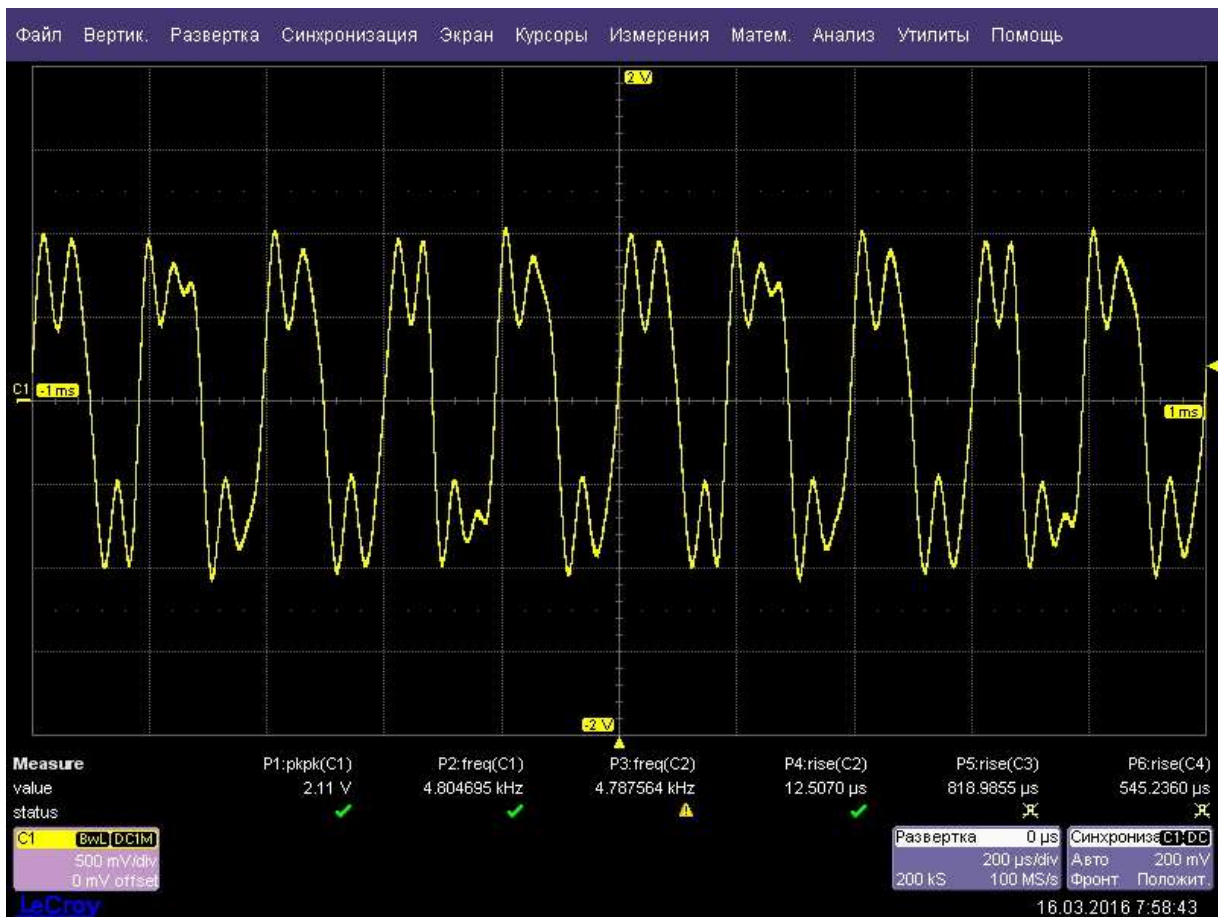 Файл Вертик. Развертка Синхронизация Экран Курсоры Измерения Матем. Анализ Утилиты Помощь
2 V
C1 -1 ms
1 ms
-2 V
Measure P1:pkpk(C1) P2:freq(C1) P3:freq(C2) P4:rise(C2) P5:rise(C3) P6:rise(C4)
value 2.11 V 4.804695 kHz 4.787564 kHz 12.5070 µs 818.9855 µs 545.2360 µs
status
C1 BwL DC1M Развертка 0 µs Синхрониза C1 DC
500 mV/div 200 µs/div Авто 200 mV
0 mV offset 200 kS 100 MS/s Фронт Положит.
LeCroy 16.03.2016 7:58:43